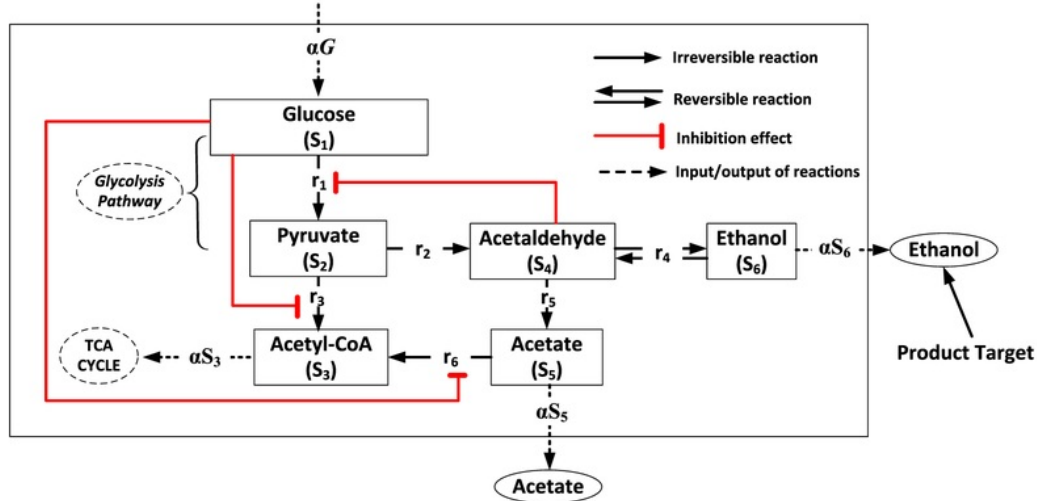 αG
Irreversible reaction
Reversible reaction
Inhibition effect
Input/output of reactions
Glucose
(S₁)
Glycolysis
Pathway
r₁
Pyruvate
(S₂)
r₂
Acetaldehyde
(S₄)
r₄
Ethanol
(S₆)
αS₆
Ethanol
r₃
r₅
Product Target
TCA
CYCLE
αS₃
Acetyl-CoA
(S₃)
r₆
Acetate
(S₅)
αS₅
Acetate